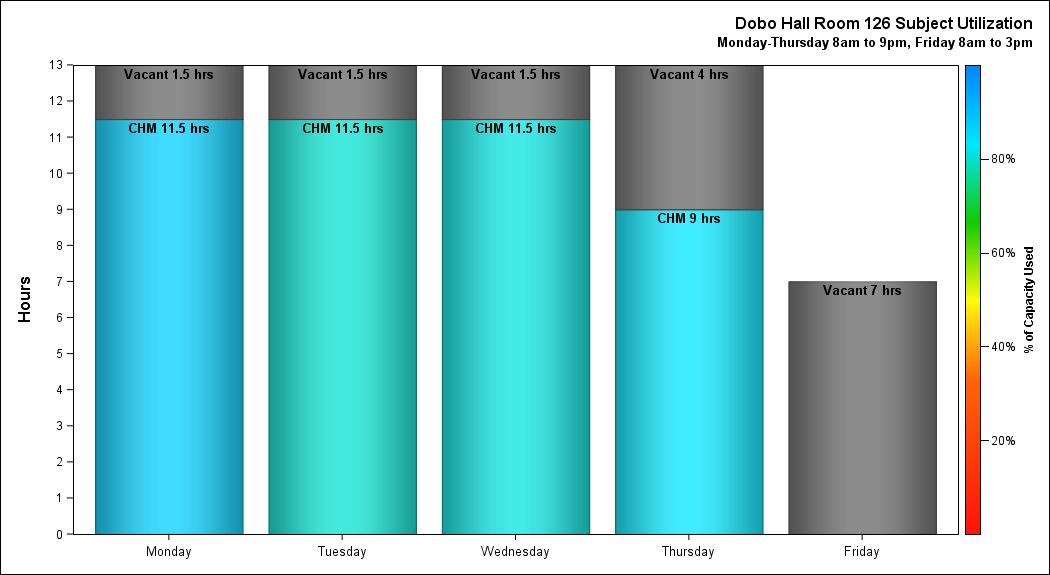 Dobo Hall Room 126 Subject Utilization
Monday-Thursday 8am to 9pm, Friday 8am to 3pm
Hours
13
12
11
10
9
8
7
6
5
4
3
2
1
0
Vacant 1.5 hrs
CHM 11.5 hrs
Vacant 1.5 hrs
CHM 11.5 hrs
Vacant 1.5 hrs
CHM 11.5 hrs
Vacant 4 hrs
CHM 9 hrs
Vacant 7 hrs
Monday
Tuesday
Wednesday
Thursday
Friday
80%
60%
40%
20%
% of Capacity Used